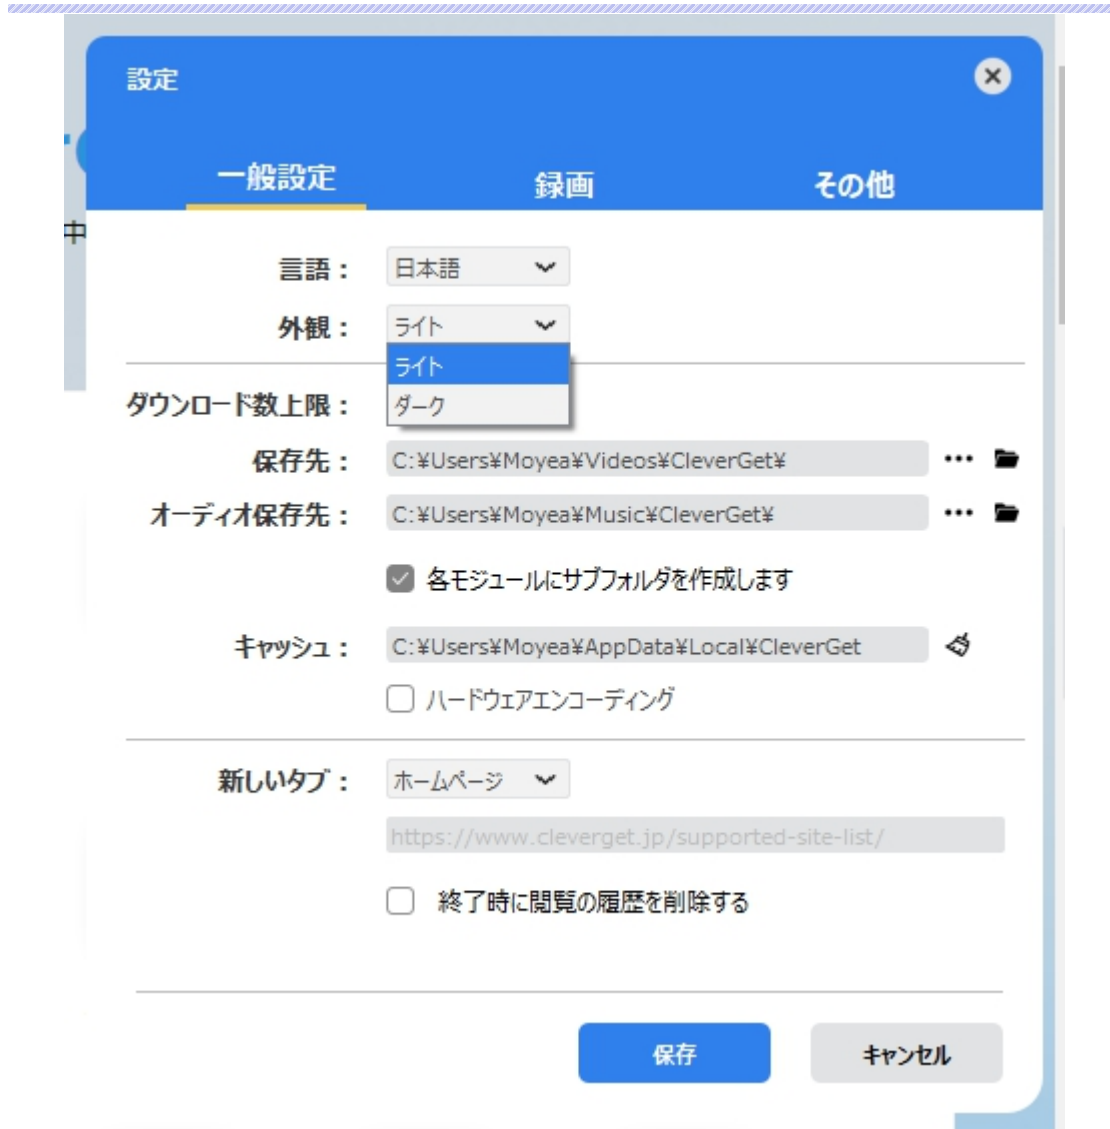 設定
一般設定 録画 その他
中
言語： 日本語
外観： ライト
ライト
ダーク
ダウンロード数上限：
保存先： C:¥Users¥Moyea¥Videos¥CleverGet¥
オーディオ保存先： C:¥Users¥Moyea¥Music¥CleverGet¥
各モジュールにサブフォルダを作成します
キャッシュ： C:¥Users¥Moyea¥AppData¥Local¥CleverGet
ハードウェアエンコーディング
新しいタブ： ホームページ
https://www.cleverget.jp/supported-site-list/
終了時に閲覧の履歴を削除する
保存 キャンセル